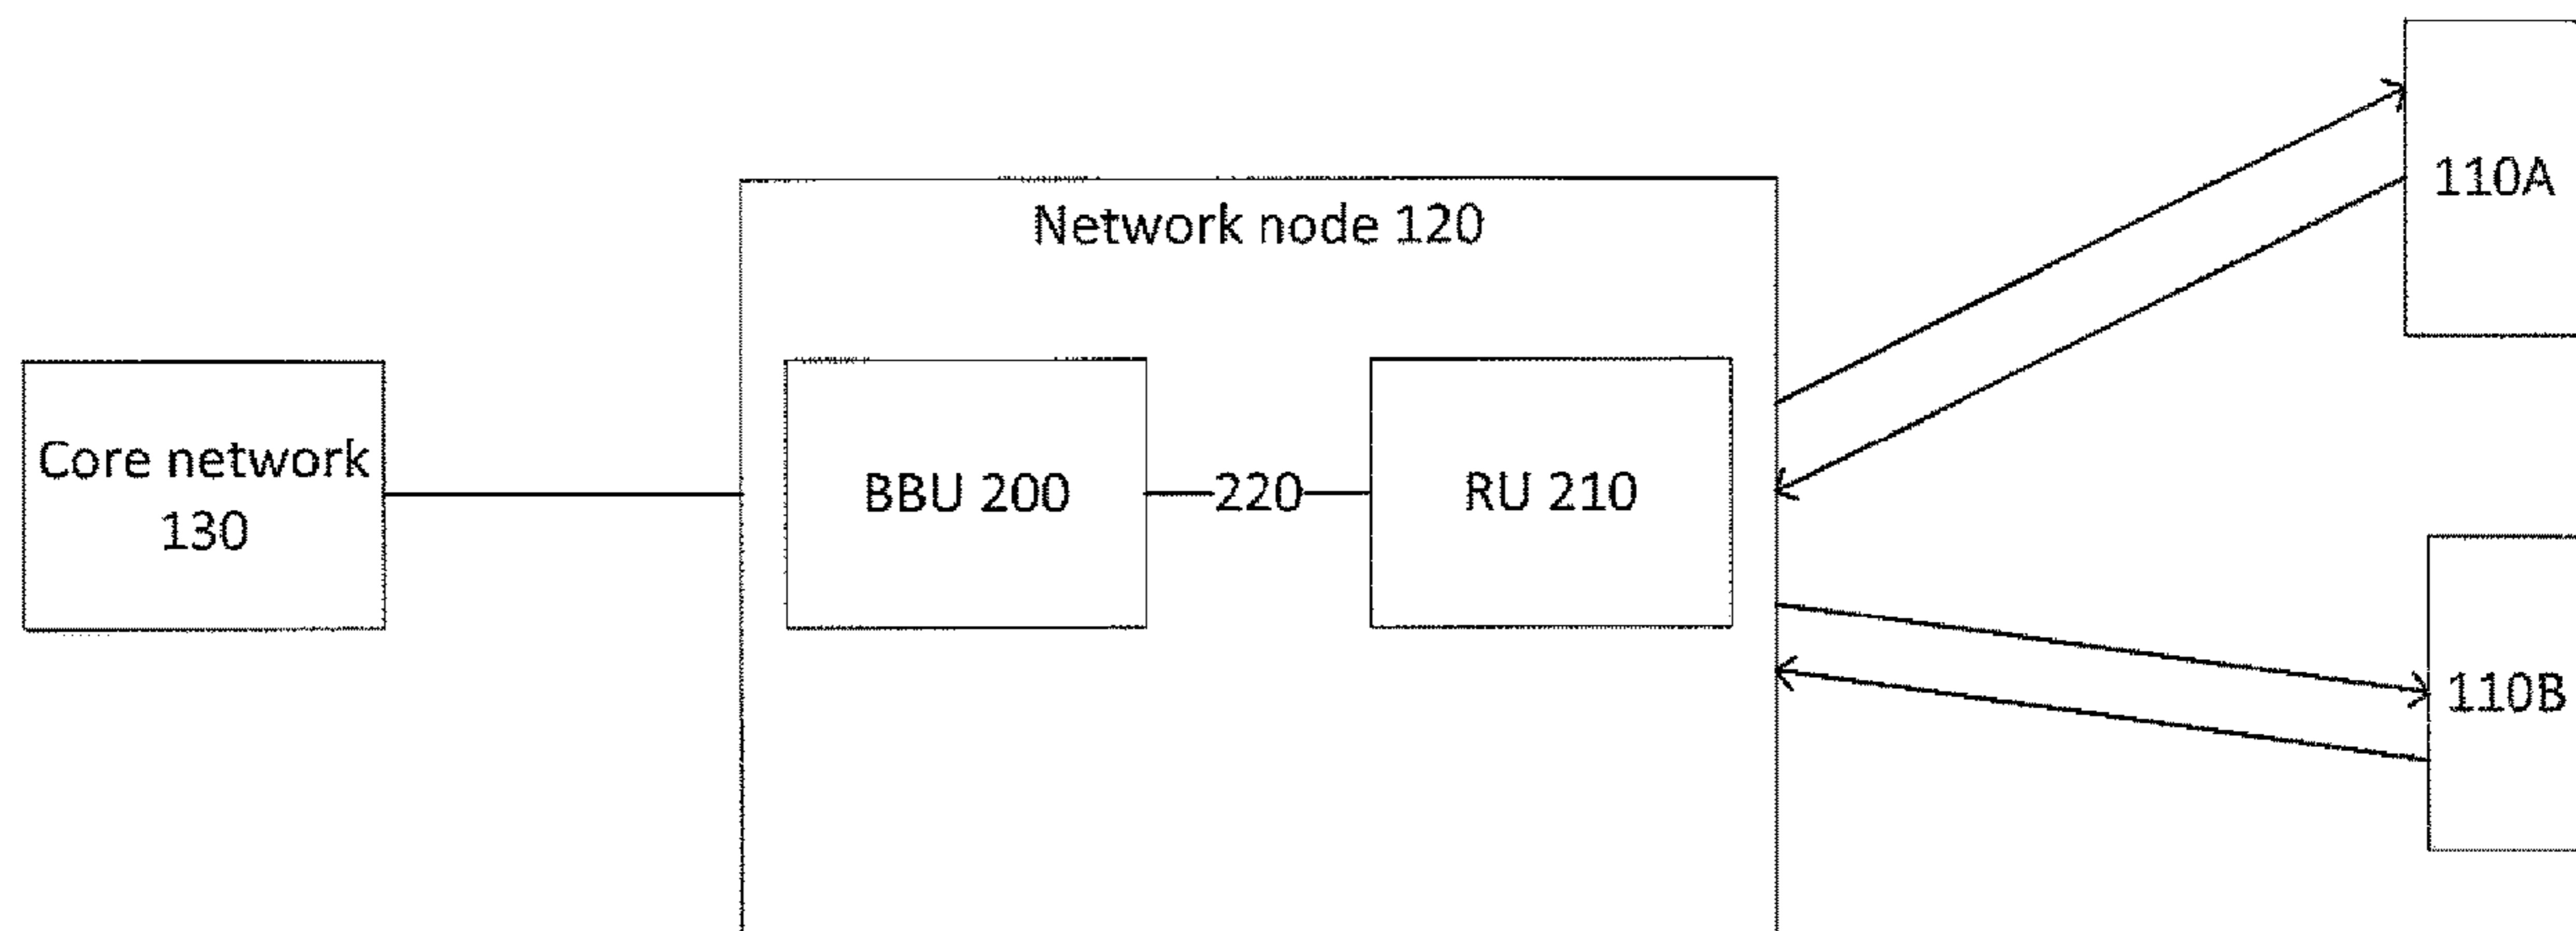 Network node 120
110A
Core network
130
BBU 200
220
RU 210
110B